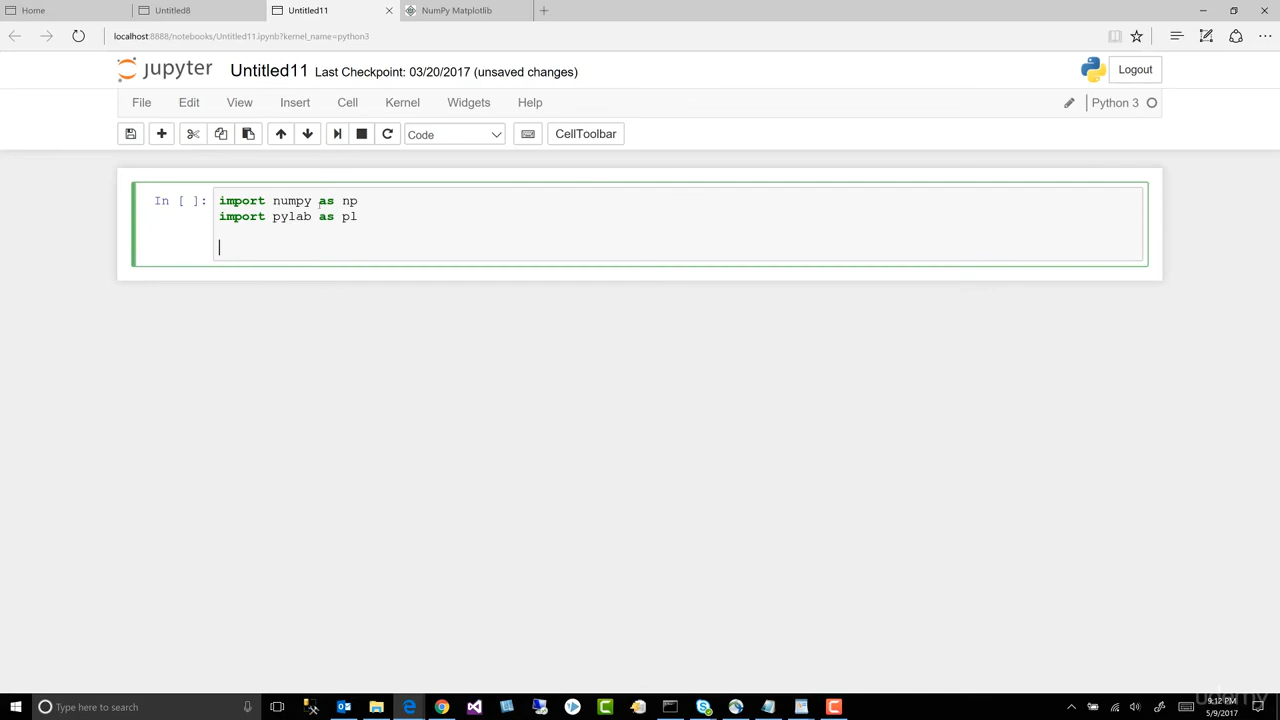 Home
Untitled8
Untitled11
NumPy Matplotlib
localhost:8888/notebooks/Untitled11.ipynb?kernel_name=python3
jupyter Untitled11 Last Checkpoint: 03/20/2017 (unsaved changes)
Logout
File Edit View Insert Cell Kernel Widgets Help
Python 3
Code
CellToolbar
In [ ]:
import numpy as np
import pylab as pl
Type here to search
udemy
9:12 PM
5/9/2017